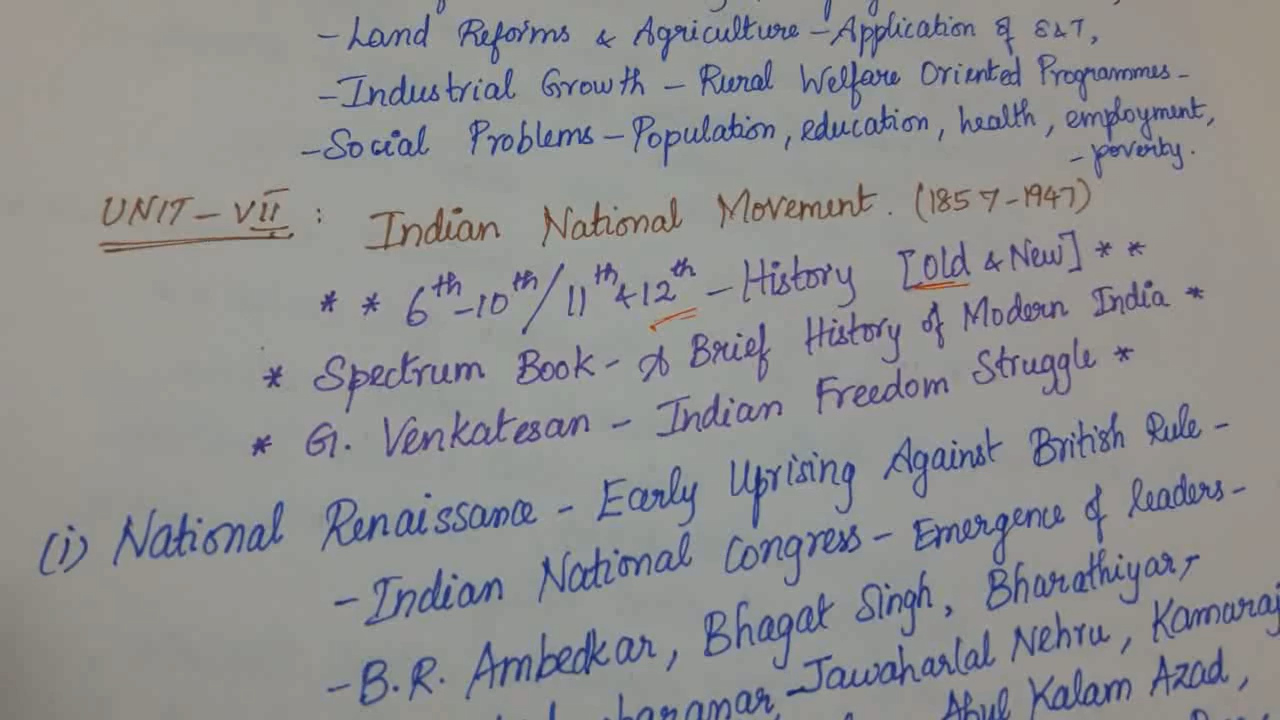 - Land Reforms & Agriculture - Application of S&T,
- Industrial Growth - Rural Welfare Oriented Programmes -
- Social Problems - Population, education, health, employment,
- poverty.
UNIT - VII : Indian National Movement. (1857-1947)
* * 6th-10th/11th+12th - History [Old & New] * *
* Spectrum Book - A Brief History of Modern India *
* G. Venkatesan - Indian Freedom Struggle *
(i) National Renaissance - Early Uprising Against British Rule -
- Indian National Congress - Emergence of leaders -
- B.R. Ambedkar, Bhagat Singh, Bharathiyar,
- Jawaharlal Nehru, Kamaraj
Abul Kalam Azad,